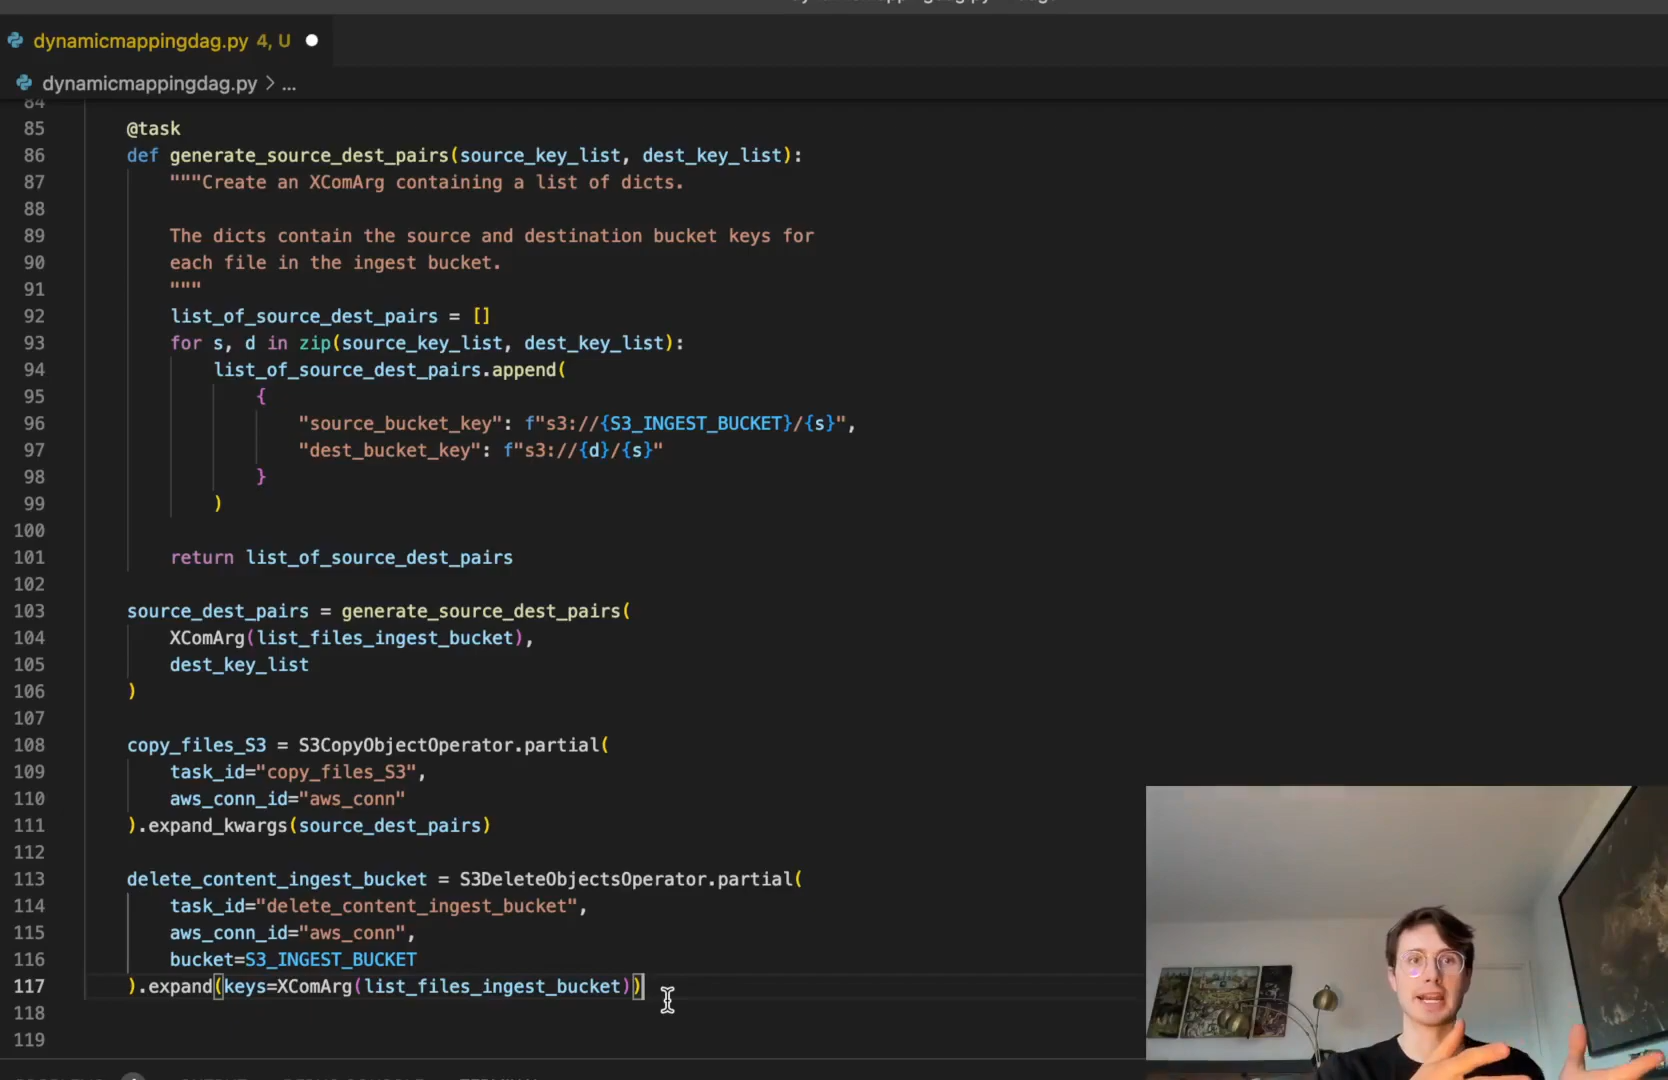 dynamicmappingdag.py 4, U
dynamicmappingdag.py > ...
84
85 @task
86 def generate_source_dest_pairs(source_key_list, dest_key_list):
87 """Create an XComArg containing a list of dicts.
88
89 The dicts contain the source and destination bucket keys for
90 each file in the ingest bucket.
91 """
92 list_of_source_dest_pairs = []
93 for s, d in zip(source_key_list, dest_key_list):
94 list_of_source_dest_pairs.append(
95 {
96 "source_bucket_key": f"s3://{S3_INGEST_BUCKET}/{s}",
97 "dest_bucket_key": f"s3://{d}/{s}"
98 }
99 )
100
101 return list_of_source_dest_pairs
102
103 source_dest_pairs = generate_source_dest_pairs(
104 XComArg(list_files_ingest_bucket),
105 dest_key_list
106 )
107
108 copy_files_S3 = S3CopyObjectOperator.partial(
109 task_id="copy_files_S3",
110 aws_conn_id="aws_conn"
111 ).expand_kwargs(source_dest_pairs)
112
113 delete_content_ingest_bucket = S3DeleteObjectsOperator.partial(
114 task_id="delete_content_ingest_bucket",
115 aws_conn_id="aws_conn",
116 bucket=S3_INGEST_BUCKET
117 ).expand(keys=XComArg(list_files_ingest_bucket))
118
119